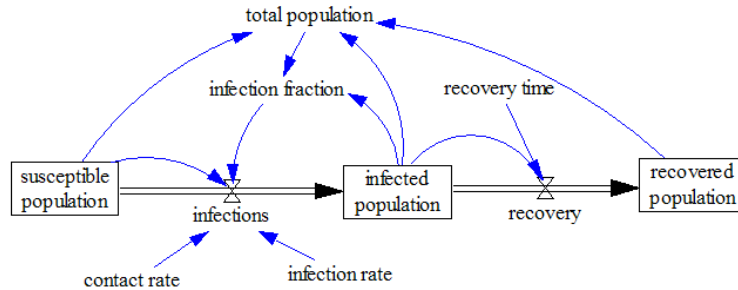 total population
infection fraction
recovery time
susceptible
population
infected
population
recovered
population
infections
recovery
contact rate
infection rate